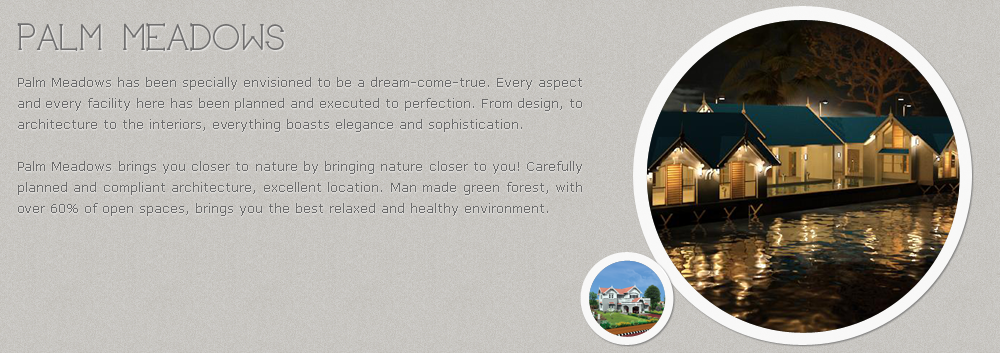 PALM MEADOWS
Palm Meadows has been specially envisioned to be a dream-come-true. Every aspect
and every facility here has been planned and executed to perfection. From design, to
architecture to the interiors, everything boasts elegance and sophistication.
Palm Meadows brings you closer to nature by bringing nature closer to you! Carefully
planned and compliant architecture, excellent location. Man made green forest, with
over 60% of open spaces, brings you the best relaxed and healthy environment.